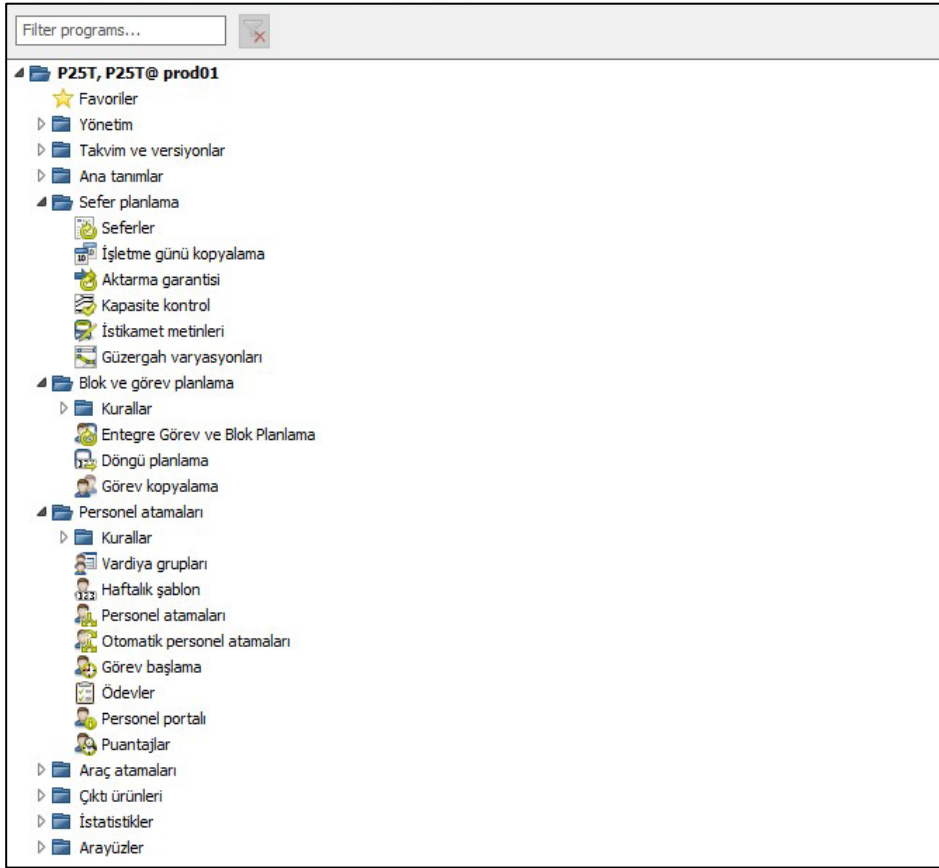 Filter programs...
P25T, P25T@ prod01
Favoriler
Yönetim
Takvim ve versiyonlar
Ana tanımlar
Sefer planlama
Seferler
İşletme günü kopyalama
Aktarma garantisi
Kapasite kontrol
İstikamet metinleri
Güzergah varyasyonları
Blok ve görev planlama
Kurallar
Entegre Görev ve Blok Planlama
Döngü planlama
Görev kopyalama
Personel atamaları
Kurallar
Vardiya grupları
Haftalık şablon
Personel atamaları
Otomatik personel atamaları
Görev başlama
Ödevler
Personel portalı
Puantajlar
Araç atamaları
Çıktı ürünleri
İstatistikler
Arayüzler